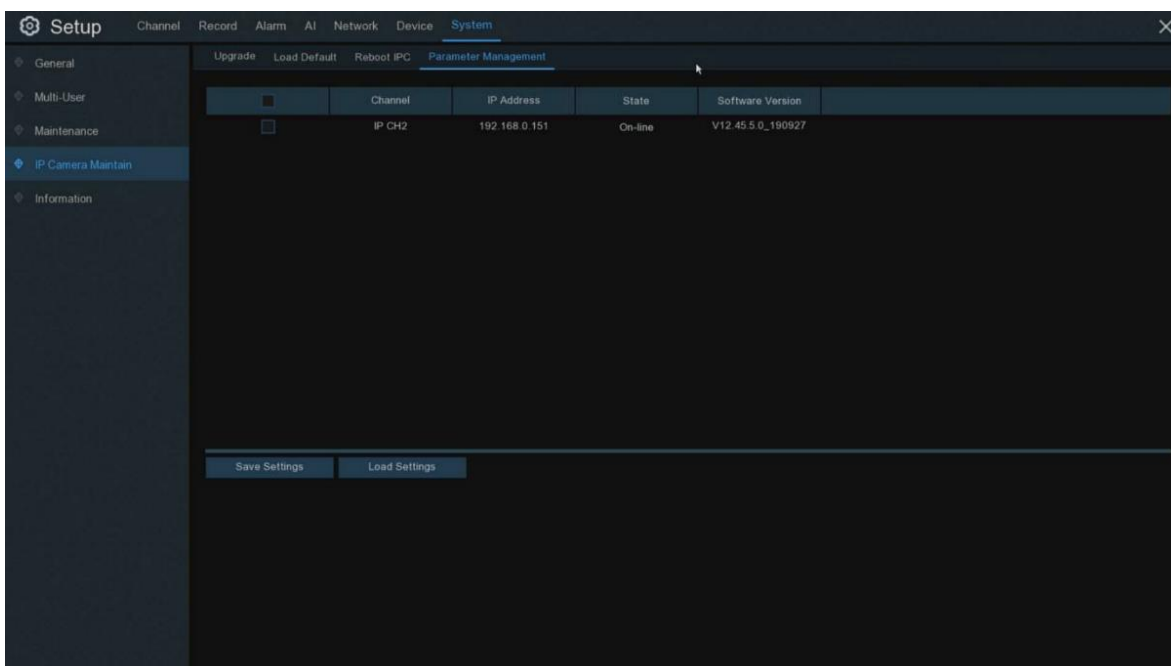 Setup Channel Record Alarm AI Network Device System
General
Multi-User
Maintenance
IP Camera Maintain
Information
Upgrade Load Default Reboot IPC Parameter Management
Channel IP Address State Software Version
IP CH2 192.168.0.151 On-line V12.45.5.0_190927
Save Settings Load Settings